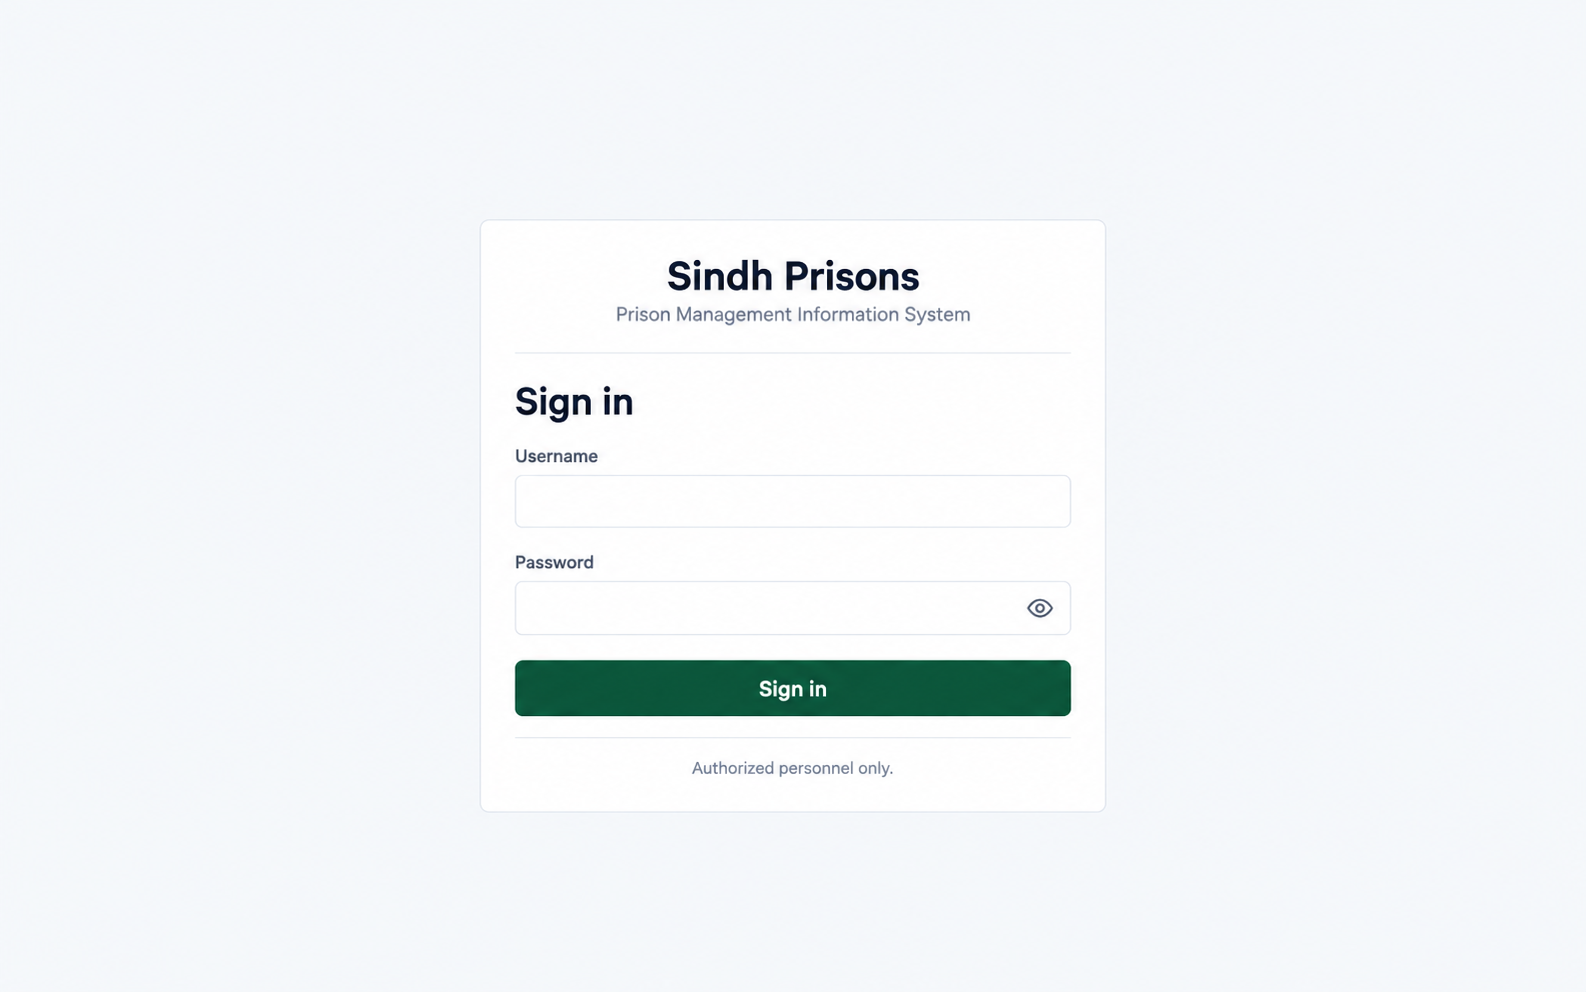 Sindh Prisons
Prison Management Information System
Sign in
Username
Password
Sign in
Authorized personnel only.